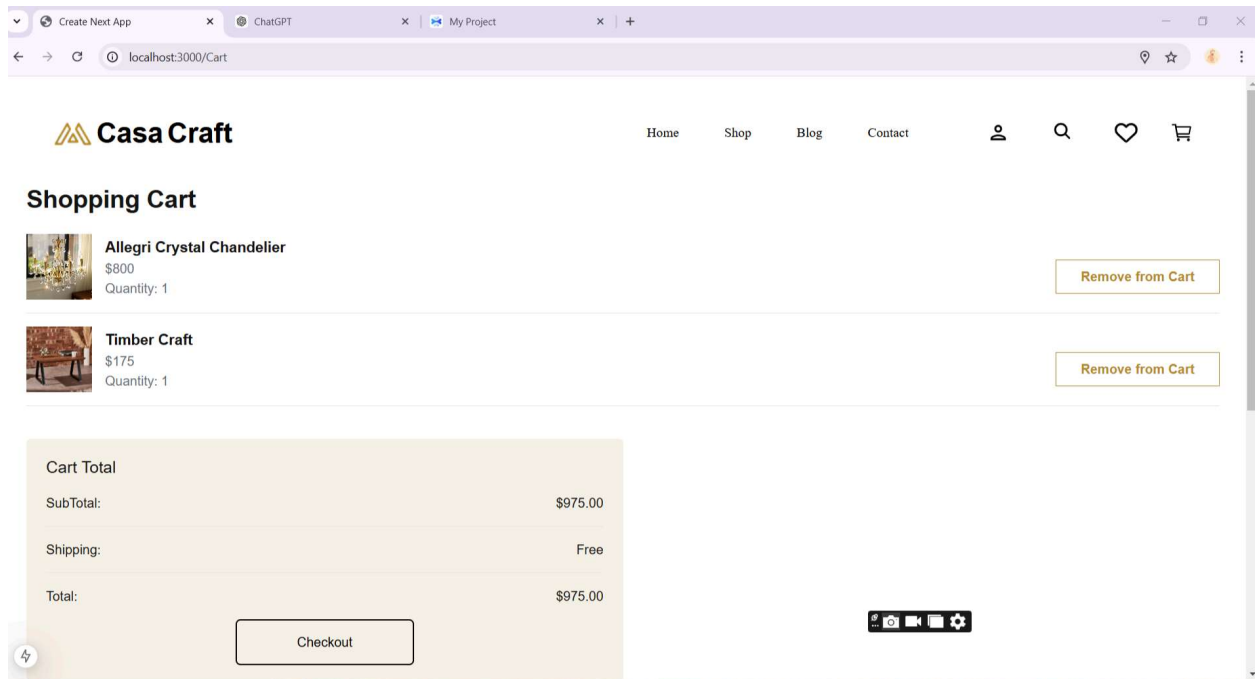 Create Next App
ChatGPT
My Project
localhost:3000/Cart
Casa Craft
Home Shop Blog Contact
Shopping Cart
Allegri Crystal Chandelier
$800
Quantity: 1
Remove from Cart
Timber Craft
$175
Quantity: 1
Remove from Cart
Cart Total
SubTotal: $975.00
Shipping: Free
Total: $975.00
Checkout